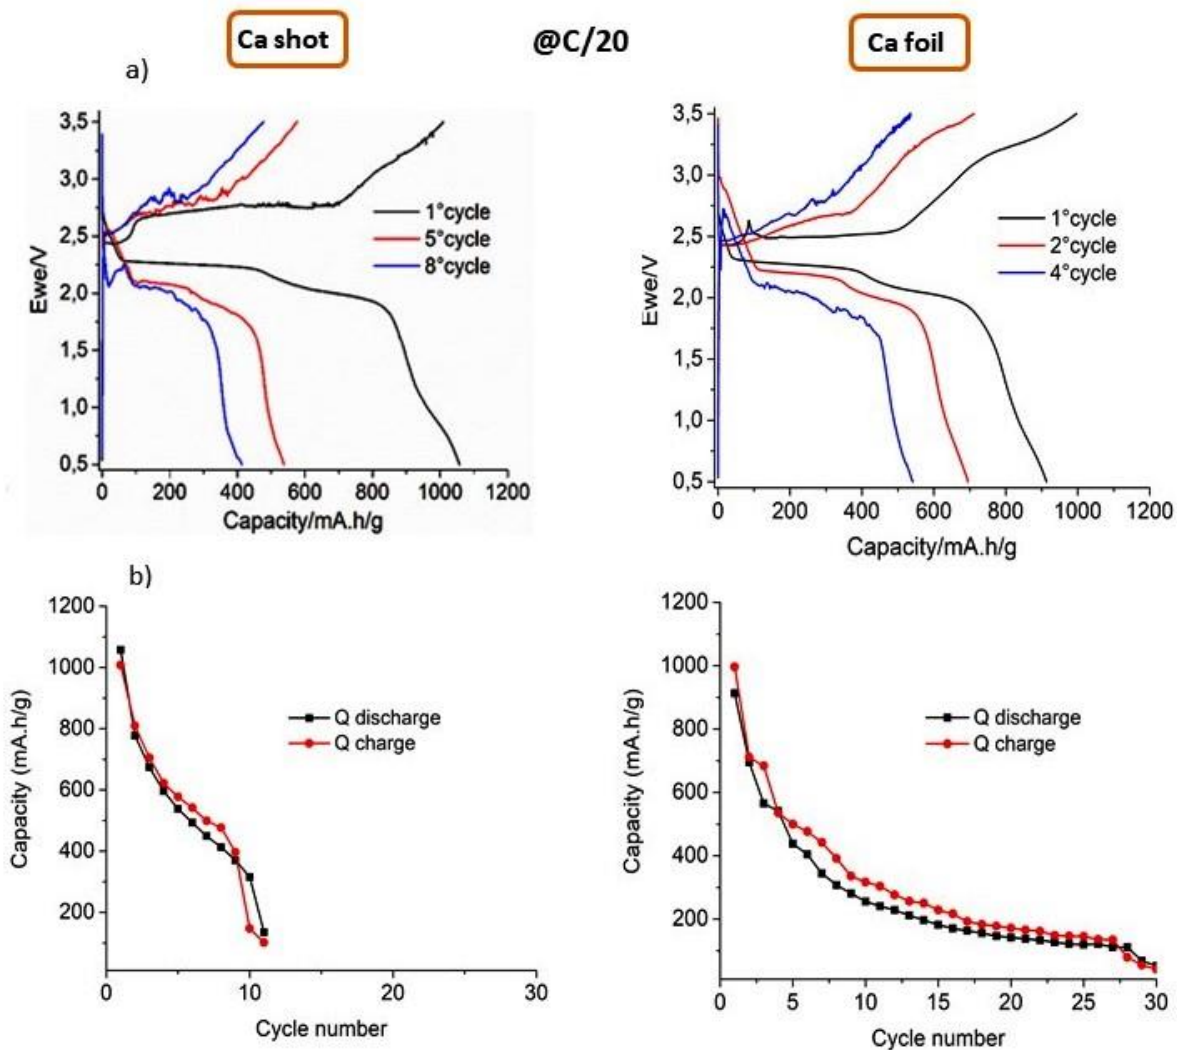 Ca shot
@C/20
Ca foil
a)
3,5
3,0
2,5
2,0
1,5
1,0
0,5
Ewe/V
1°cycle
5°cycle
8°cycle
0 200 400 600 800 1000 1200
Capacity/mA.h/g
3,5
3,0
2,5
2,0
1,5
1,0
0,5
Ewe/V
1°cycle
2°cycle
4°cycle
0 200 400 600 800 1000 1200
Capacity/mA.h/g
b)
1200
1000
800
600
400
200
Capacity (mA.h/g)
Q discharge
Q charge
0 10 20 30
Cycle number
1200
1000
800
600
400
200
Capacity (mA.h/g)
Q discharge
Q charge
0 5 10 15 20 25 30
Cycle number